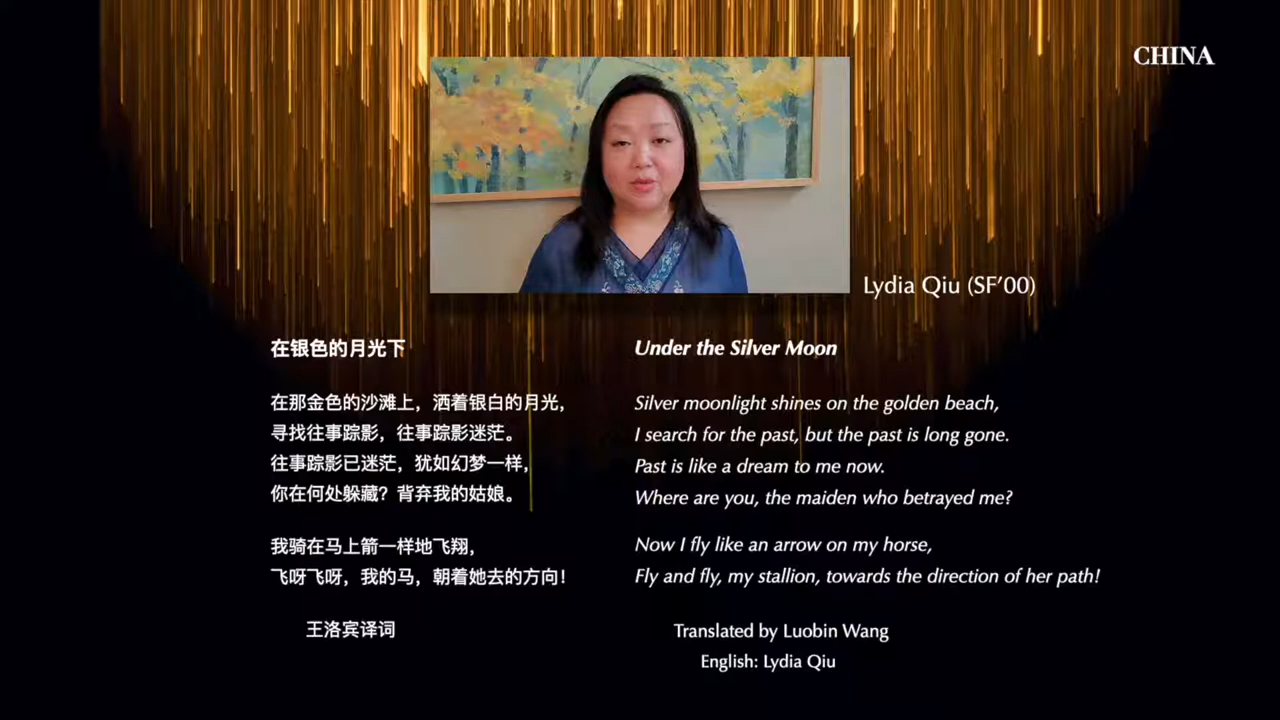 CHINA
Lydia Qiu (SF’00)
在银色的月光下
在那金色的沙滩上，洒着银白的月光，
寻找往事踪影，往事踪影迷茫。
往事踪影已迷茫，犹如幻梦一样，
你在何处躲藏？背弃我的姑娘。
我骑在马上箭一样地飞翔，
飞呀飞呀，我的马，朝着她去的方向！
王洛宾译词
Under the Silver Moon
Silver moonlight shines on the golden beach,
I search for the past, but the past is long gone.
Past is like a dream to me now.
Where are you, the maiden who betrayed me?
Now I fly like an arrow on my horse,
Fly and fly, my stallion, towards the direction of her path!
Translated by Luobin Wang
English: Lydia Qiu